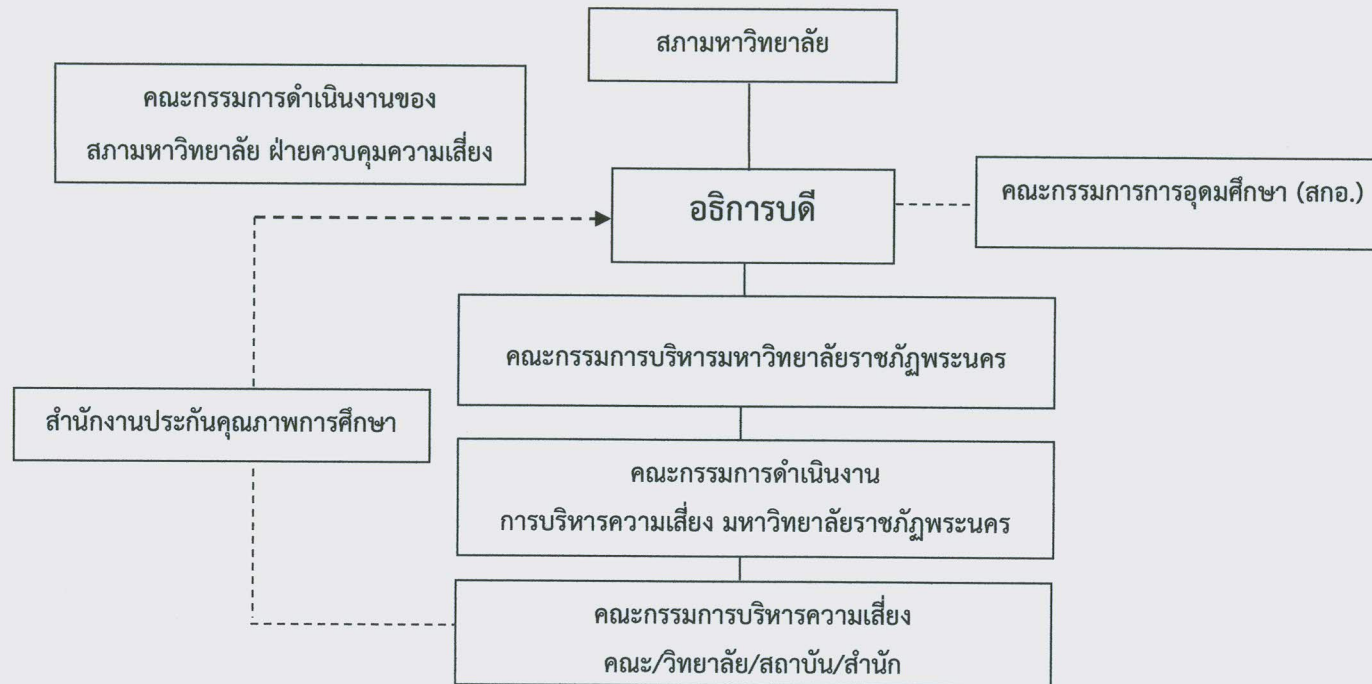 สภามหาวิทยาลัย
คณะกรรมการดำเนินงานของ
สภามหาวิทยาลัย ฝ่ายควบคุมความเสี่ยง
อธิการบดี
คณะกรรมการการอุดมศึกษา (สกอ.)
คณะกรรมการบริหารมหาวิทยาลัยราชภัฏพระนคร
สำนักงานประกันคุณภาพการศึกษา
คณะกรรมการดำเนินงาน
การบริหารความเสี่ยง มหาวิทยาลัยราชภัฏพระนคร
คณะกรรมการบริหารความเสี่ยง
คณะ/วิทยาลัย/สถาบัน/สำนัก